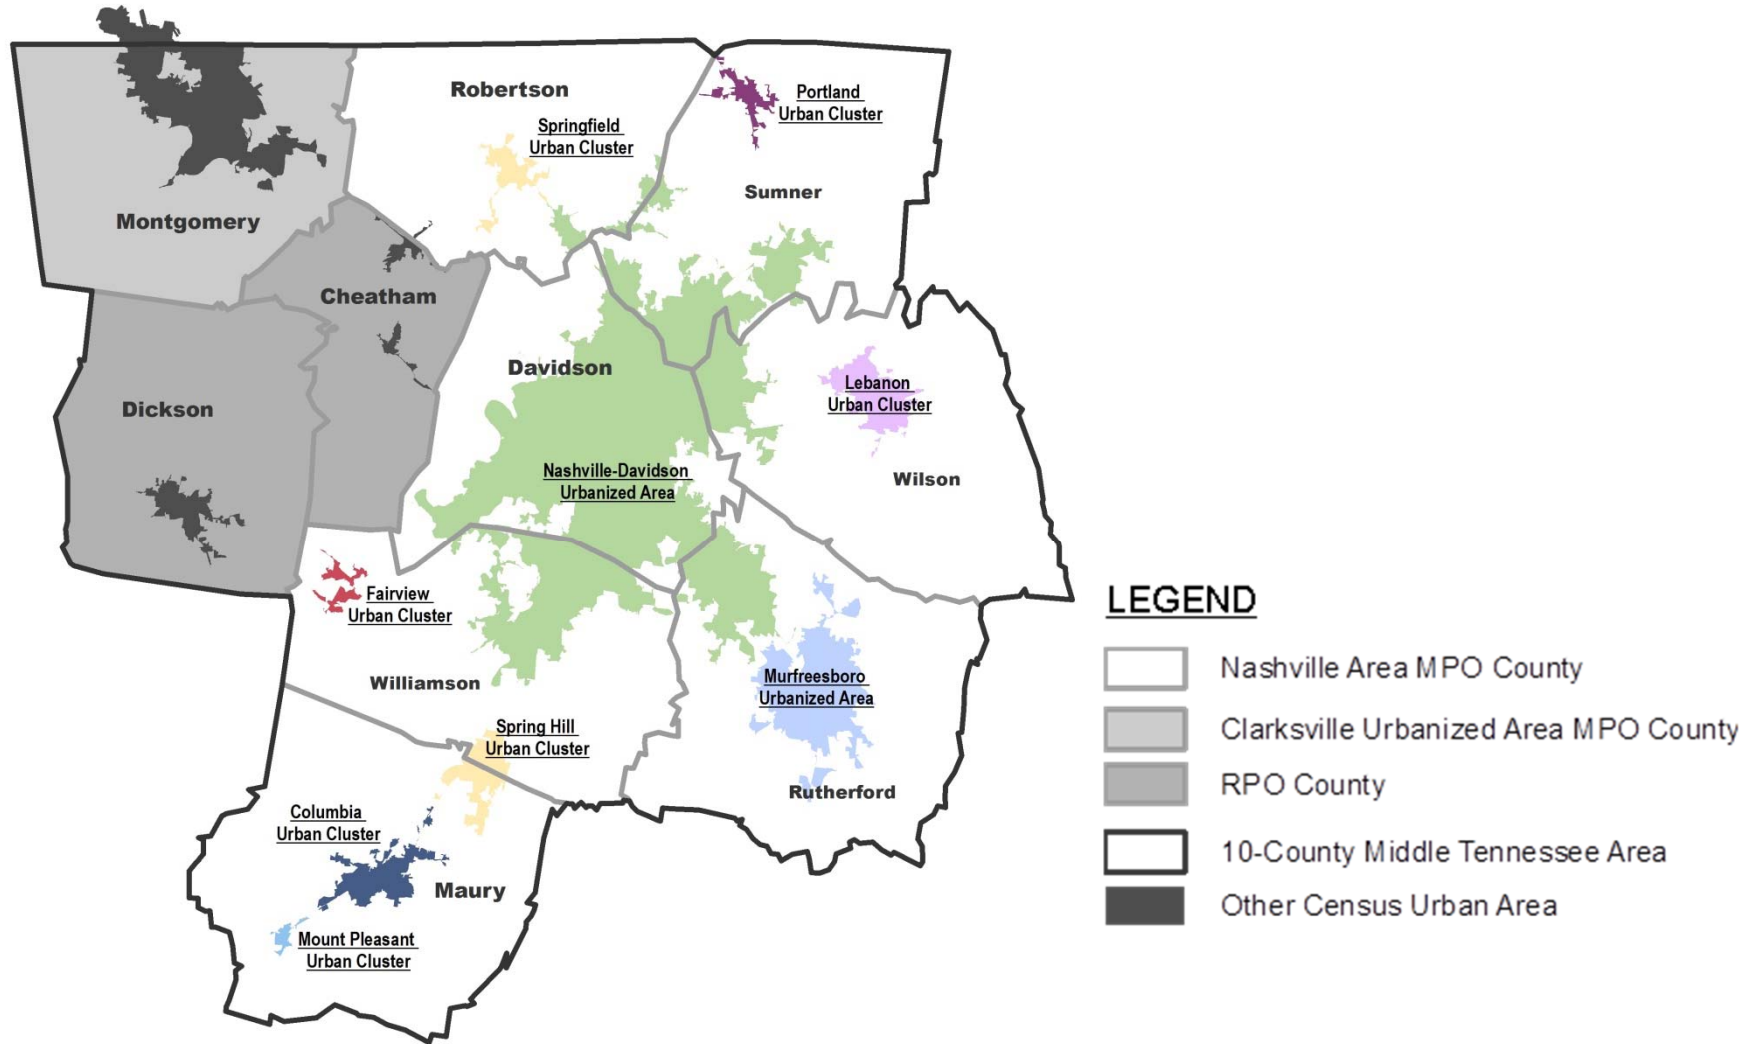 Robertson
Springfield
Urban Cluster
Portland
Urban Cluster
Sumner
Montgomery
Cheatham
Davidson
Dickson
Lebanon
Urban Cluster
Wilson
Nashville-Davidson
Urbanized Area
Fairview
Urban Cluster
Williamson
Murfreesboro
Urbanized Area
Spring Hill
Urban Cluster
Rutherford
Columbia
Urban Cluster
Maury
Mount Pleasant
Urban Cluster
LEGEND
Nashville Area MPO County
Clarksville Urbanized Area MPO County
RPO County
10-County Middle Tennessee Area
Other Census Urban Area